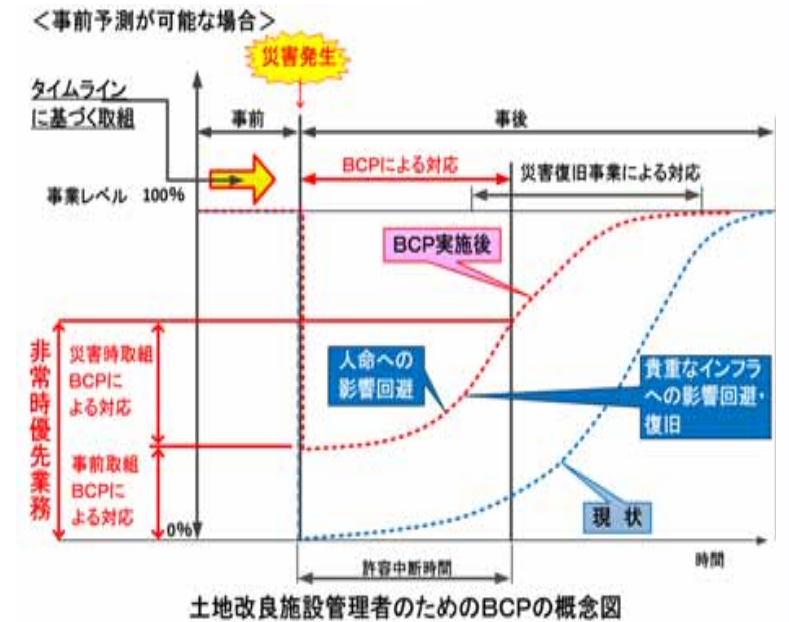 ＜事前予測が可能な場合＞
災害発生
タイムライン
に基づく取組
事前
事後
BCPによる対応
災害復旧事業による対応
事業レベル 100%
BCP実施後
非常時優先業務
災害時取組
BCPに
よる対応
人命への
影響回避
貴重なインフラ
への影響回避・
復旧
事前取組
BCPに
よる対応
現 状
0%
時間
許容中断時間
土地改良施設管理者のためのBCPの概念図